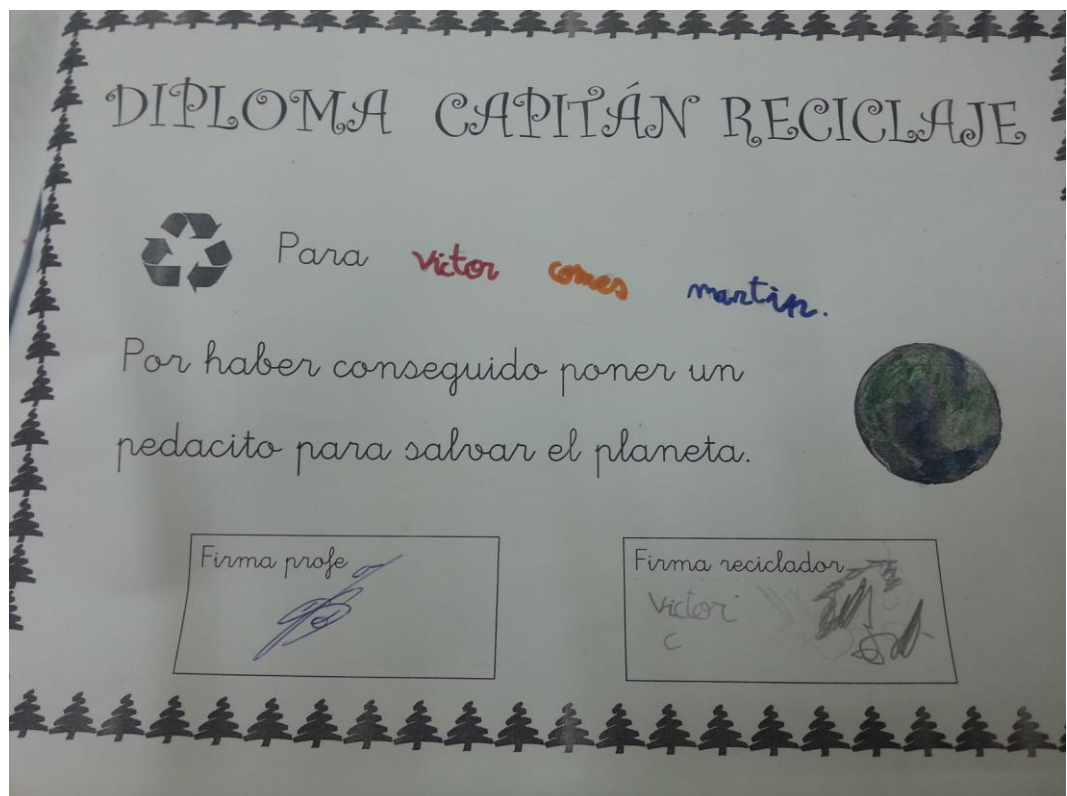 DIPLOMA CAPITÁN RECICLAJE
Para victor comes martin.
Por haber conseguido poner un
pedacito para salvar el planeta.
Firma profe
Firma reciclador
Victor
C